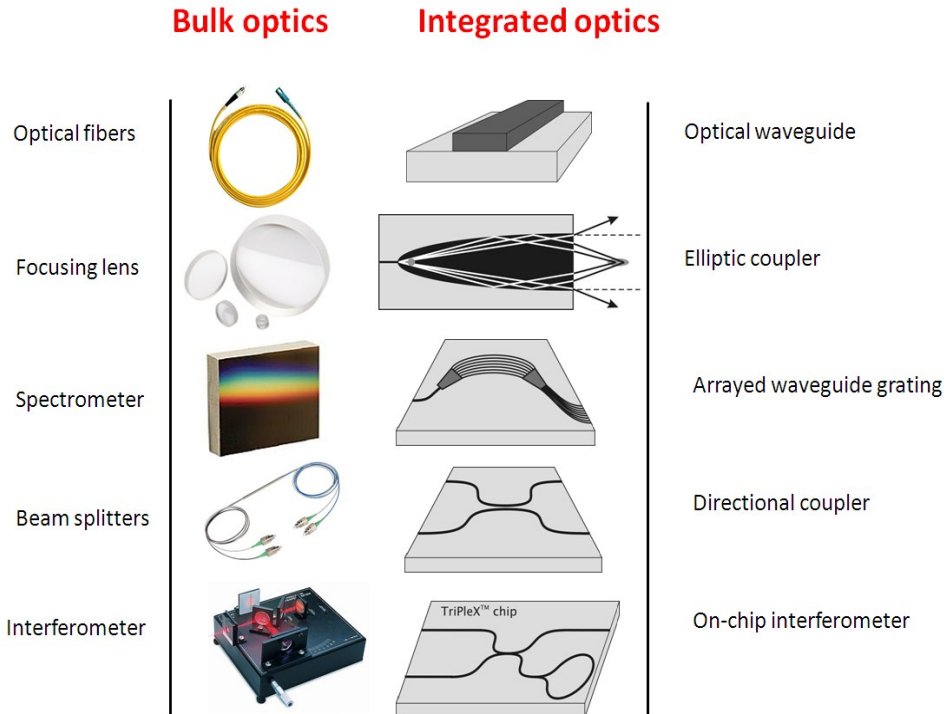 Bulk optics
Integrated optics
Optical fibers
Optical waveguide
Focusing lens
Elliptic coupler
Spectrometer
Arrayed waveguide grating
Beam splitters
Directional coupler
Interferometer
TriPleX™ chip
On-chip interferometer